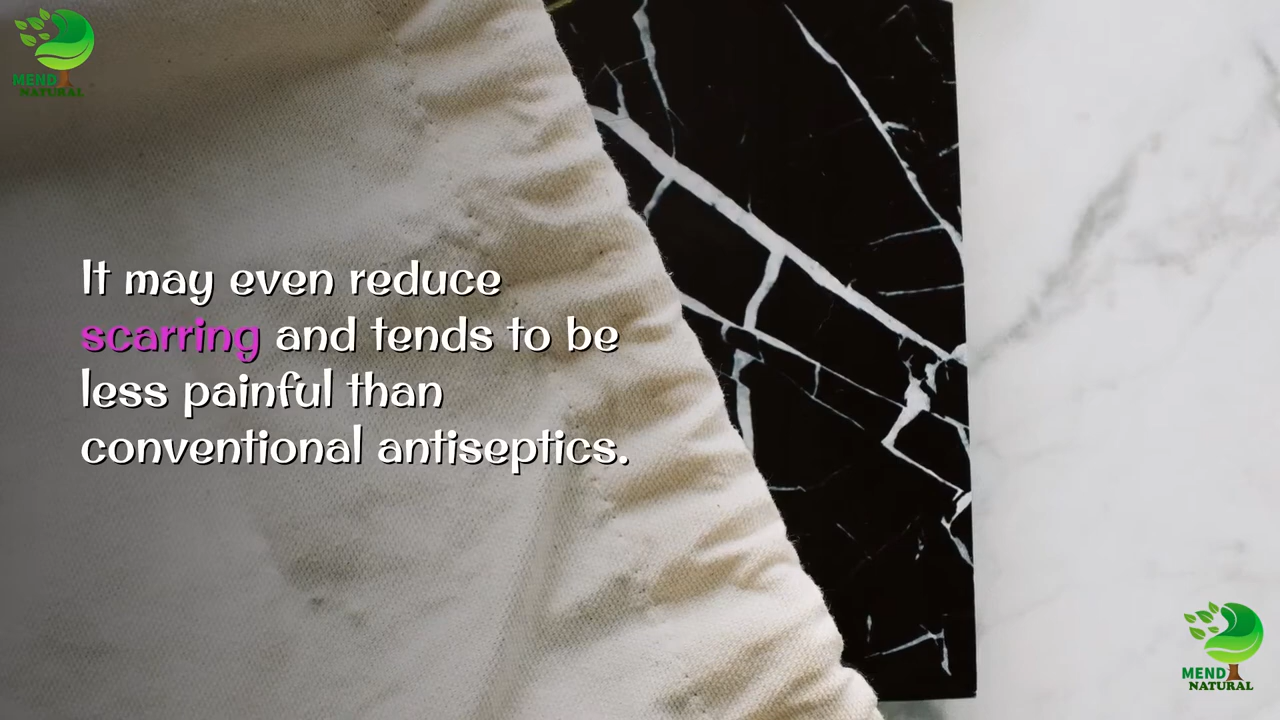 MEND
NATURAL
It may even reduce
scarring and tends to be
less painful than
conventional antiseptics.
MEND
NATURAL